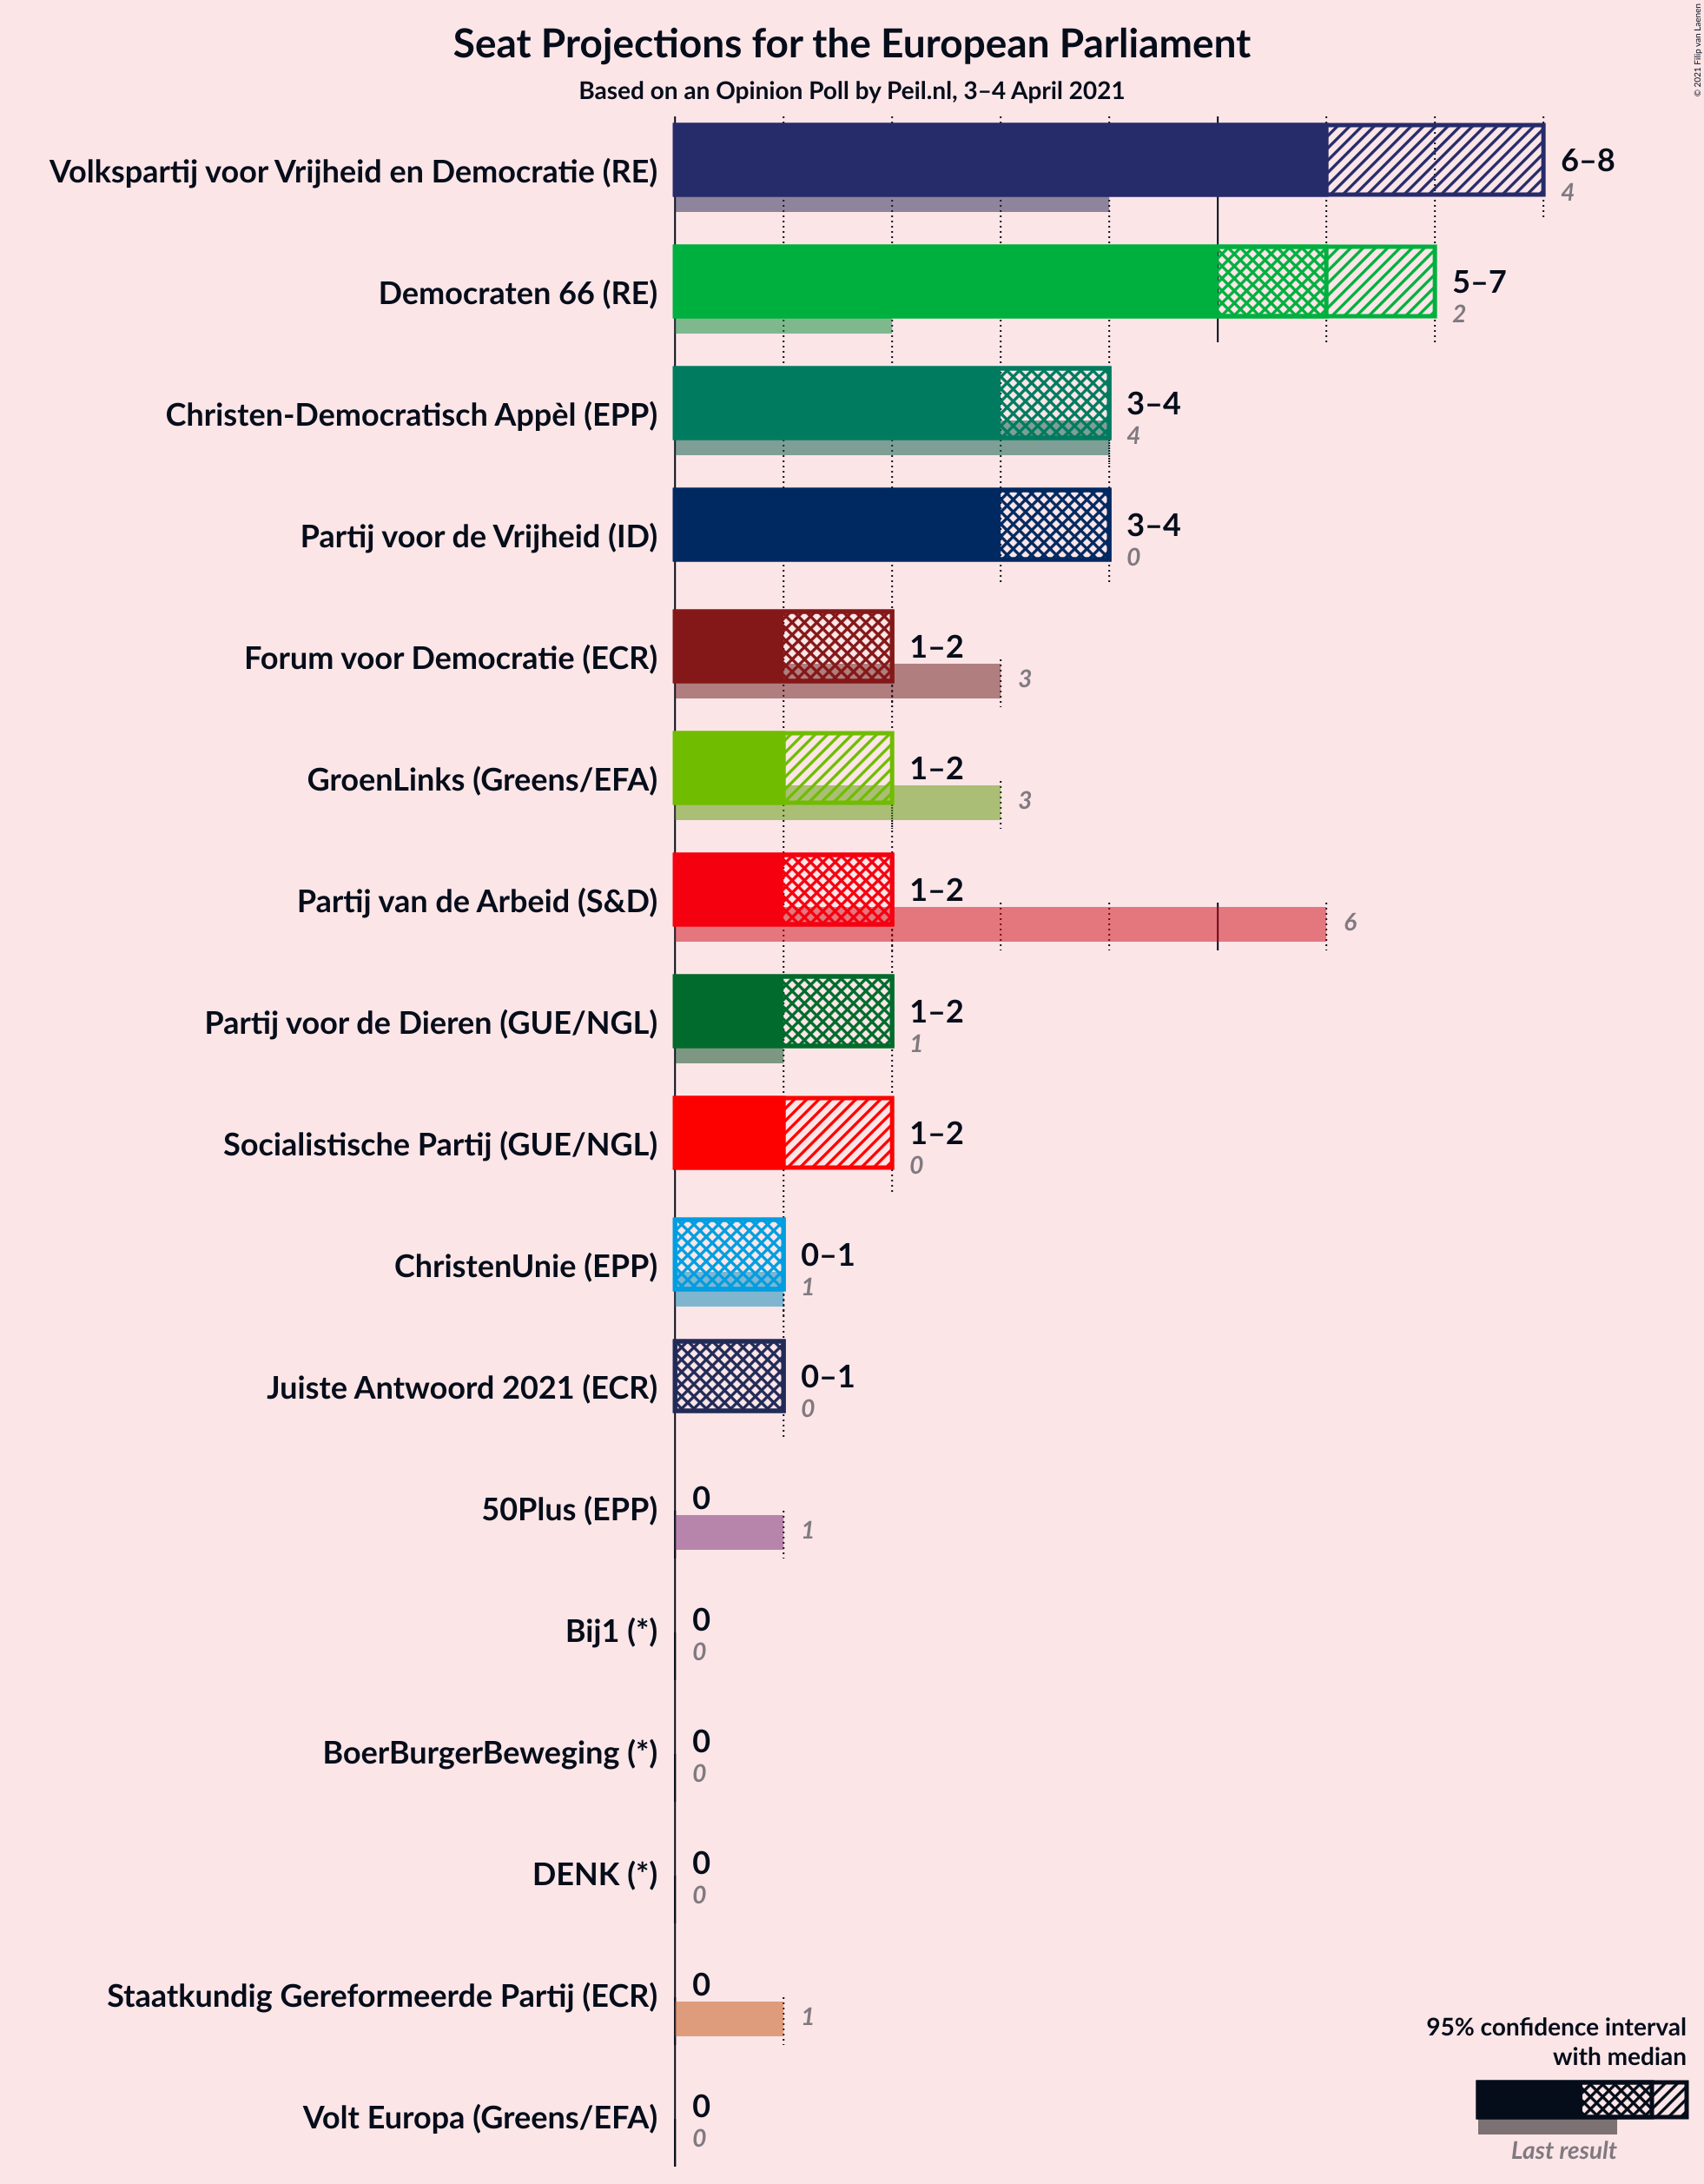 Seat Projections for the European Parliament
Based on an Opinion Poll by Peil.nl, 3–4 April 2021
© 2021 Filip van Laenen
Volkspartij voor Vrijheid en Democratie (RE)
6–8
4
Democraten 66 (RE)
5–7
2
Christen-Democratisch Appèl (EPP)
3–4
4
Partij voor de Vrijheid (ID)
3–4
0
Forum voor Democratie (ECR)
1–2
3
GroenLinks (Greens/EFA)
1–2
3
Partij van de Arbeid (S&D)
1–2
6
Partij voor de Dieren (GUE/NGL)
1–2
1
Socialistische Partij (GUE/NGL)
1–2
0
ChristenUnie (EPP)
0–1
1
Juiste Antwoord 2021 (ECR)
0–1
0
50Plus (EPP)
0
1
Bij1 (*)
0
0
BoerBurgerBeweging (*)
0
0
DENK (*)
0
0
Staatkundig Gereformeerde Partij (ECR)
0
1
Volt Europa (Greens/EFA)
0
0
95% confidence interval
with median
Last result